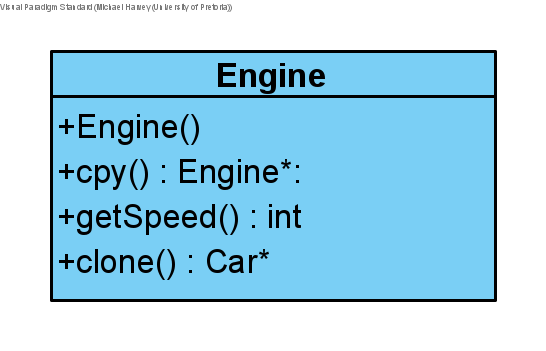 Visual Paradigm Standard (Michael Harvey (University of Pretoria))
Engine
+Engine()
+cpy() : Engine*:
+getSpeed() : int
+clone() : Car*